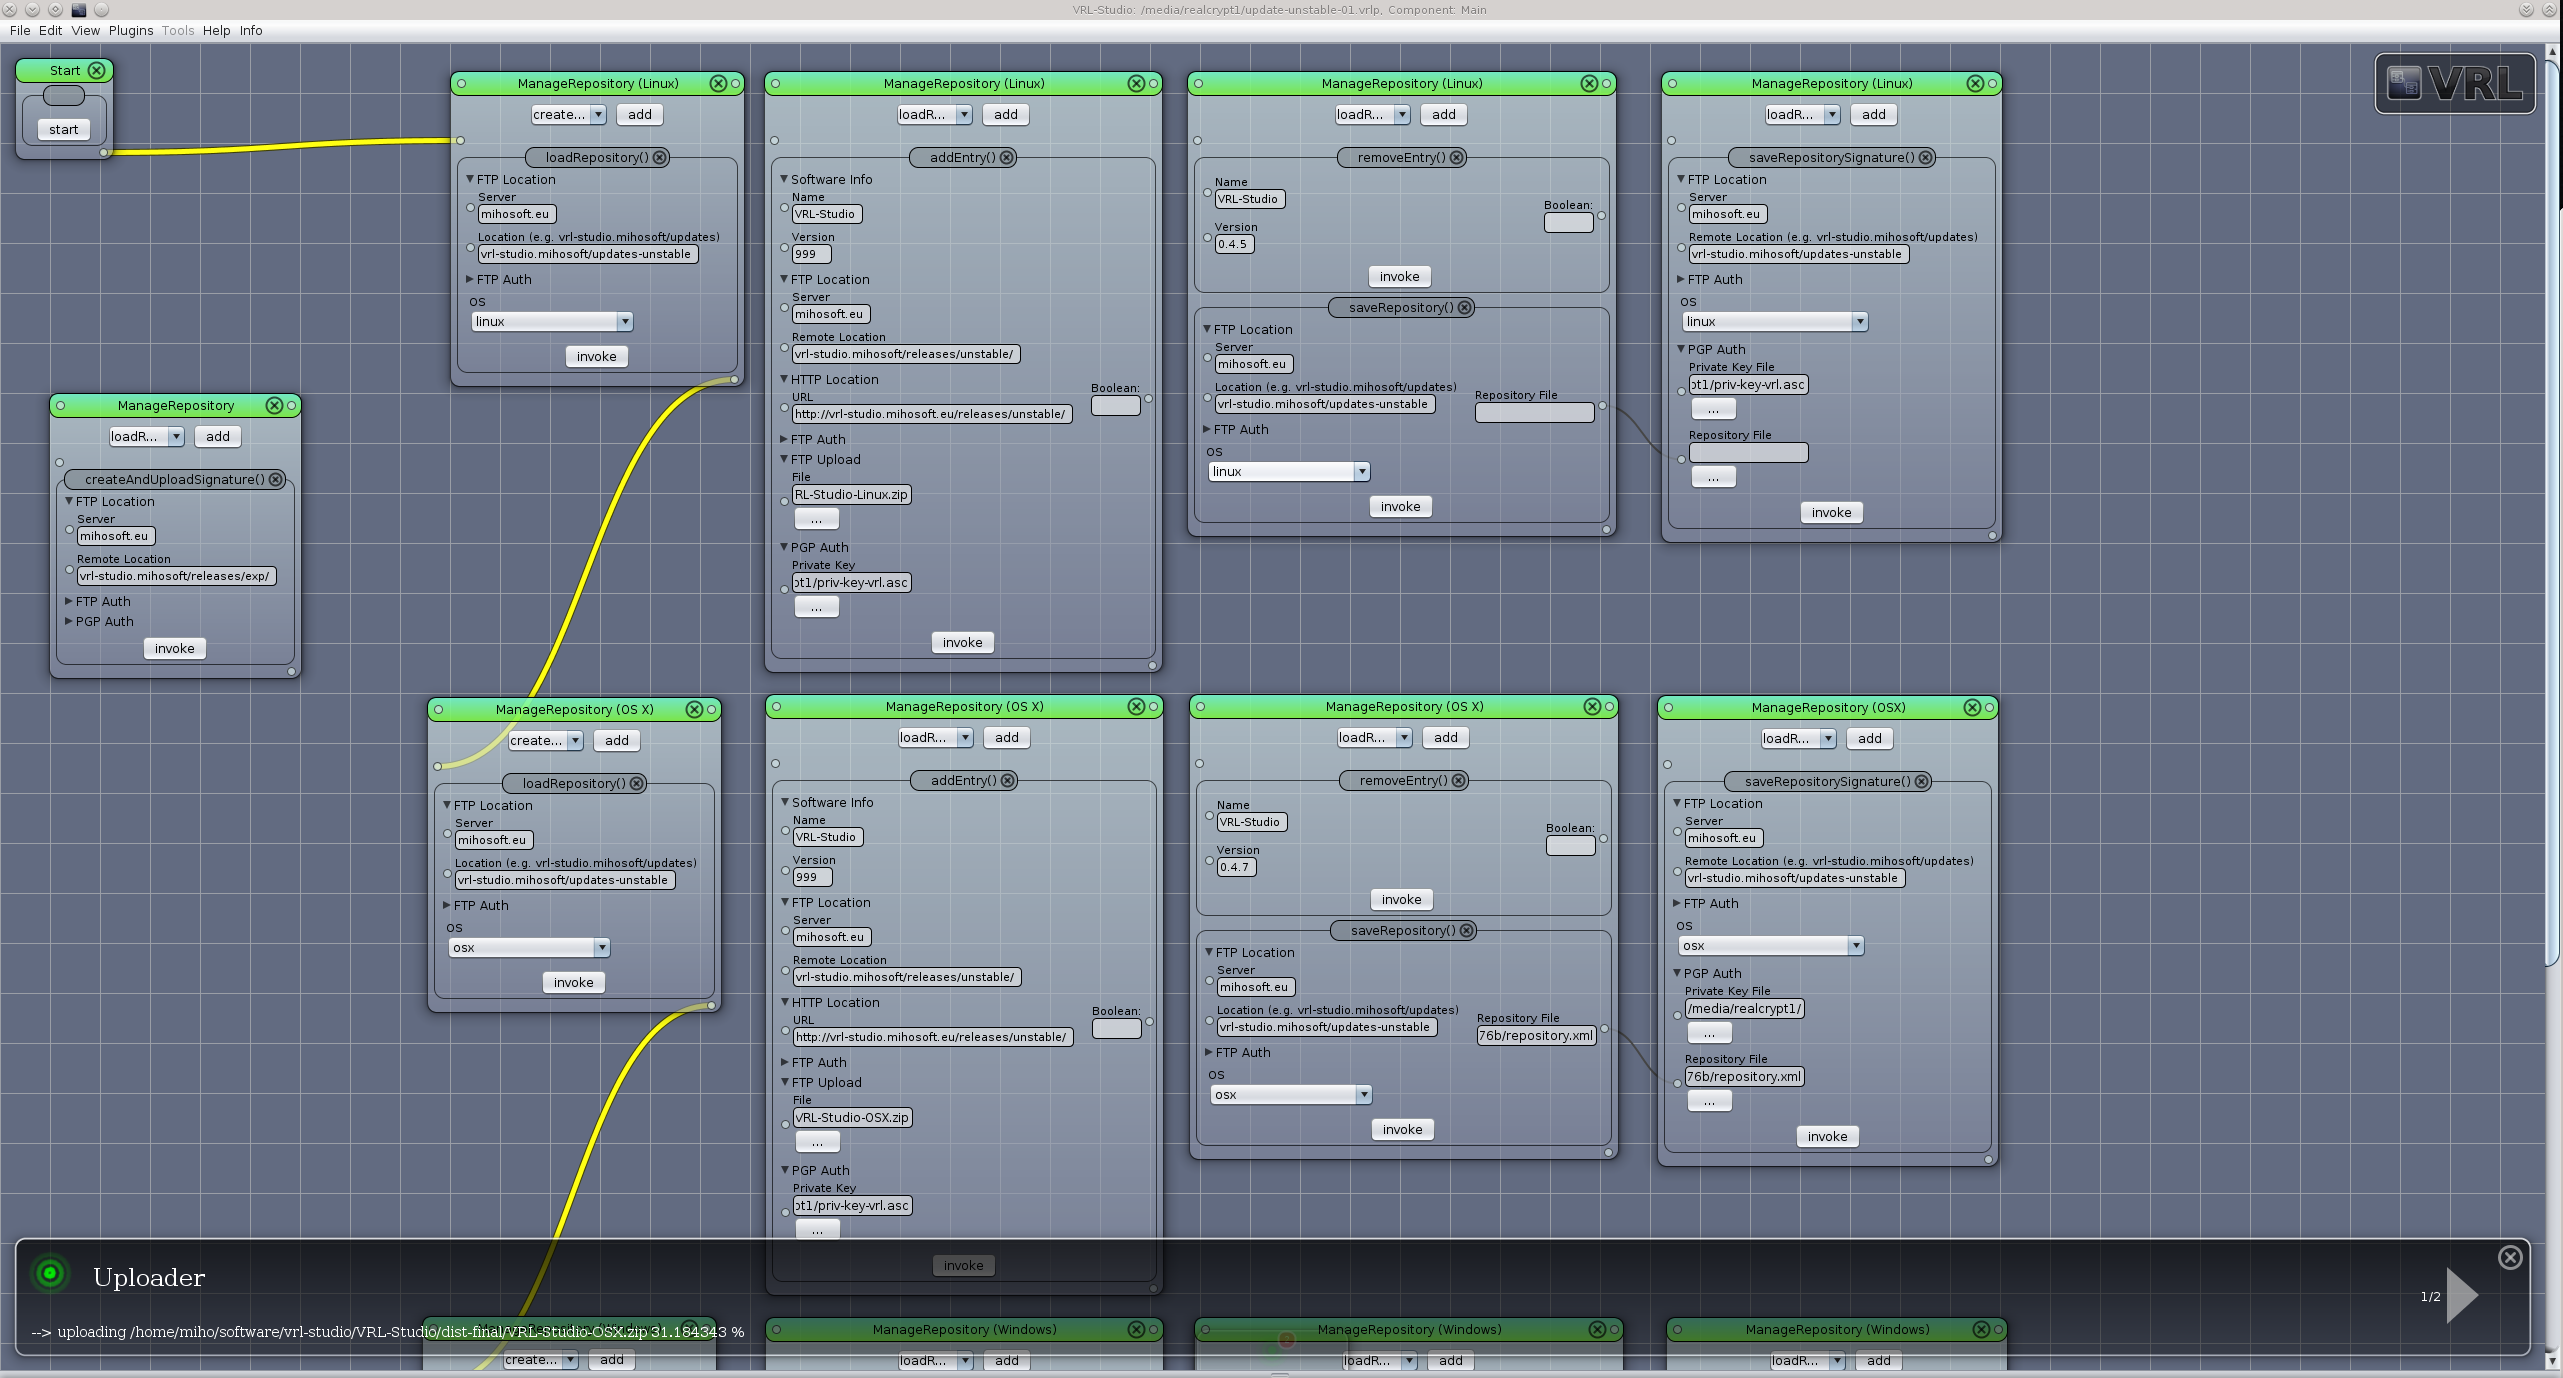 VRL-Studio: /media/realcrypt1/update-unstable-01.vrlp, Component: Main
File Edit View Plugins Tools Help Info
VRL
Start
start
ManageRepository (Linux)
create... add
loadRepository()
FTP Location
Server
mihosoft.eu
Location (e.g. vrl-studio.mihosoft/updates)
vrl-studio.mihosoft/updates-unstable
FTP Auth
OS
linux
invoke
ManageRepository (Linux)
loadR... add
addEntry()
Software Info
Name
VRL-Studio
Version
999
FTP Location
Server
mihosoft.eu
Remote Location
vrl-studio.mihosoft/releases/unstable/
HTTP Location
URL
http://vrl-studio.mihosoft.eu/releases/unstable/
Boolean:
FTP Auth
FTP Upload
File
RL-Studio-Linux.zip
...
PGP Auth
Private Key
ot1/priv-key-vrl.asc
...
invoke
ManageRepository (Linux)
loadR... add
removeEntry()
Name
VRL-Studio
Version
0.4.5
Boolean:
invoke
saveRepository()
FTP Location
Server
mihosoft.eu
Location (e.g. vrl-studio.mihosoft/updates)
vrl-studio.mihosoft/updates-unstable
Repository File
FTP Auth
OS
linux
invoke
ManageRepository (Linux)
loadR... add
saveRepositorySignature()
FTP Location
Server
mihosoft.eu
Remote Location (e.g. vrl-studio.mihosoft/updates)
vrl-studio.mihosoft/updates-unstable
FTP Auth
OS
linux
PGP Auth
Private Key File
ot1/priv-key-vrl.asc
...
Repository File
...
invoke
ManageRepository
loadR... add
createAndUploadSignature()
FTP Location
Server
mihosoft.eu
Remote Location
vrl-studio.mihosoft/releases/exp/
FTP Auth
PGP Auth
invoke
ManageRepository (OS X)
create... add
loadRepository()
FTP Location
Server
mihosoft.eu
Location (e.g. vrl-studio.mihosoft/updates)
vrl-studio.mihosoft/updates-unstable
FTP Auth
OS
osx
invoke
ManageRepository (OS X)
loadR... add
addEntry()
Software Info
Name
VRL-Studio
Version
999
FTP Location
Server
mihosoft.eu
Remote Location
vrl-studio.mihosoft/releases/unstable/
HTTP Location
URL
http://vrl-studio.mihosoft.eu/releases/unstable/
Boolean:
FTP Auth
FTP Upload
File
VRL-Studio-OSX.zip
...
PGP Auth
Private Key
ot1/priv-key-vrl.asc
...
invoke
ManageRepository (OS X)
loadR... add
removeEntry()
Name
VRL-Studio
Version
0.4.7
Boolean:
invoke
saveRepository()
FTP Location
Server
mihosoft.eu
Location (e.g. vrl-studio.mihosoft/updates)
vrl-studio.mihosoft/updates-unstable
Repository File
76b/repository.xml
FTP Auth
OS
osx
invoke
ManageRepository (OSX)
loadR... add
saveRepositorySignature()
FTP Location
Server
mihosoft.eu
Remote Location (e.g. vrl-studio.mihosoft/updates)
vrl-studio.mihosoft/updates-unstable
FTP Auth
OS
osx
PGP Auth
Private Key File
/media/realcrypt1/
...
Repository File
76b/repository.xml
...
invoke
Uploader
1/2
--> uploading /home/miho/software/vrl-studio/VRL-Studio/dist-final/VRL-Studio-OSX.zip 31.184343 %
create... add
ManageRepository (Windows)
loadR... add
ManageRepository (Windows)
loadR... add
ManageRepository (Windows)
loadR... add